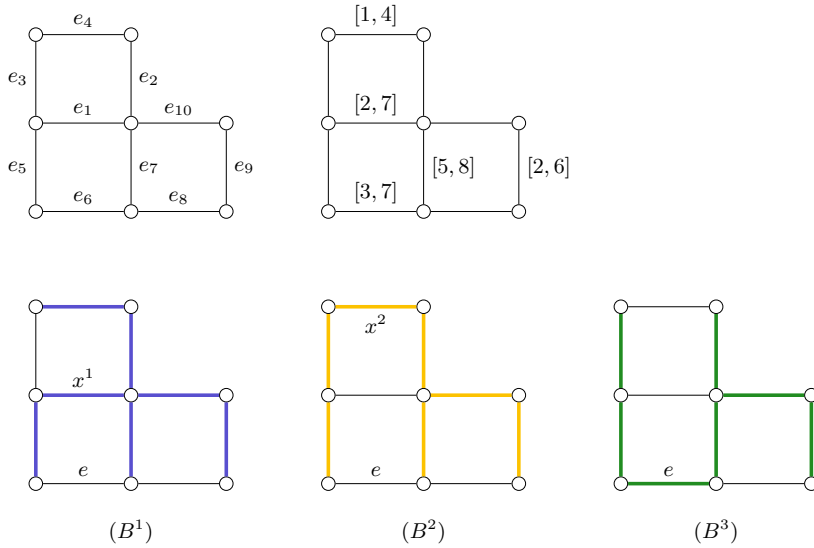 e₄ [1, 4]
e₃ e₂
e₁ e₁₀ [2, 7]
e₅ e₇ e₉ [5, 8] [2, 6]
e₆ e₈ [3, 7]
x¹ x²
e e e
(B¹) (B²) (B³)